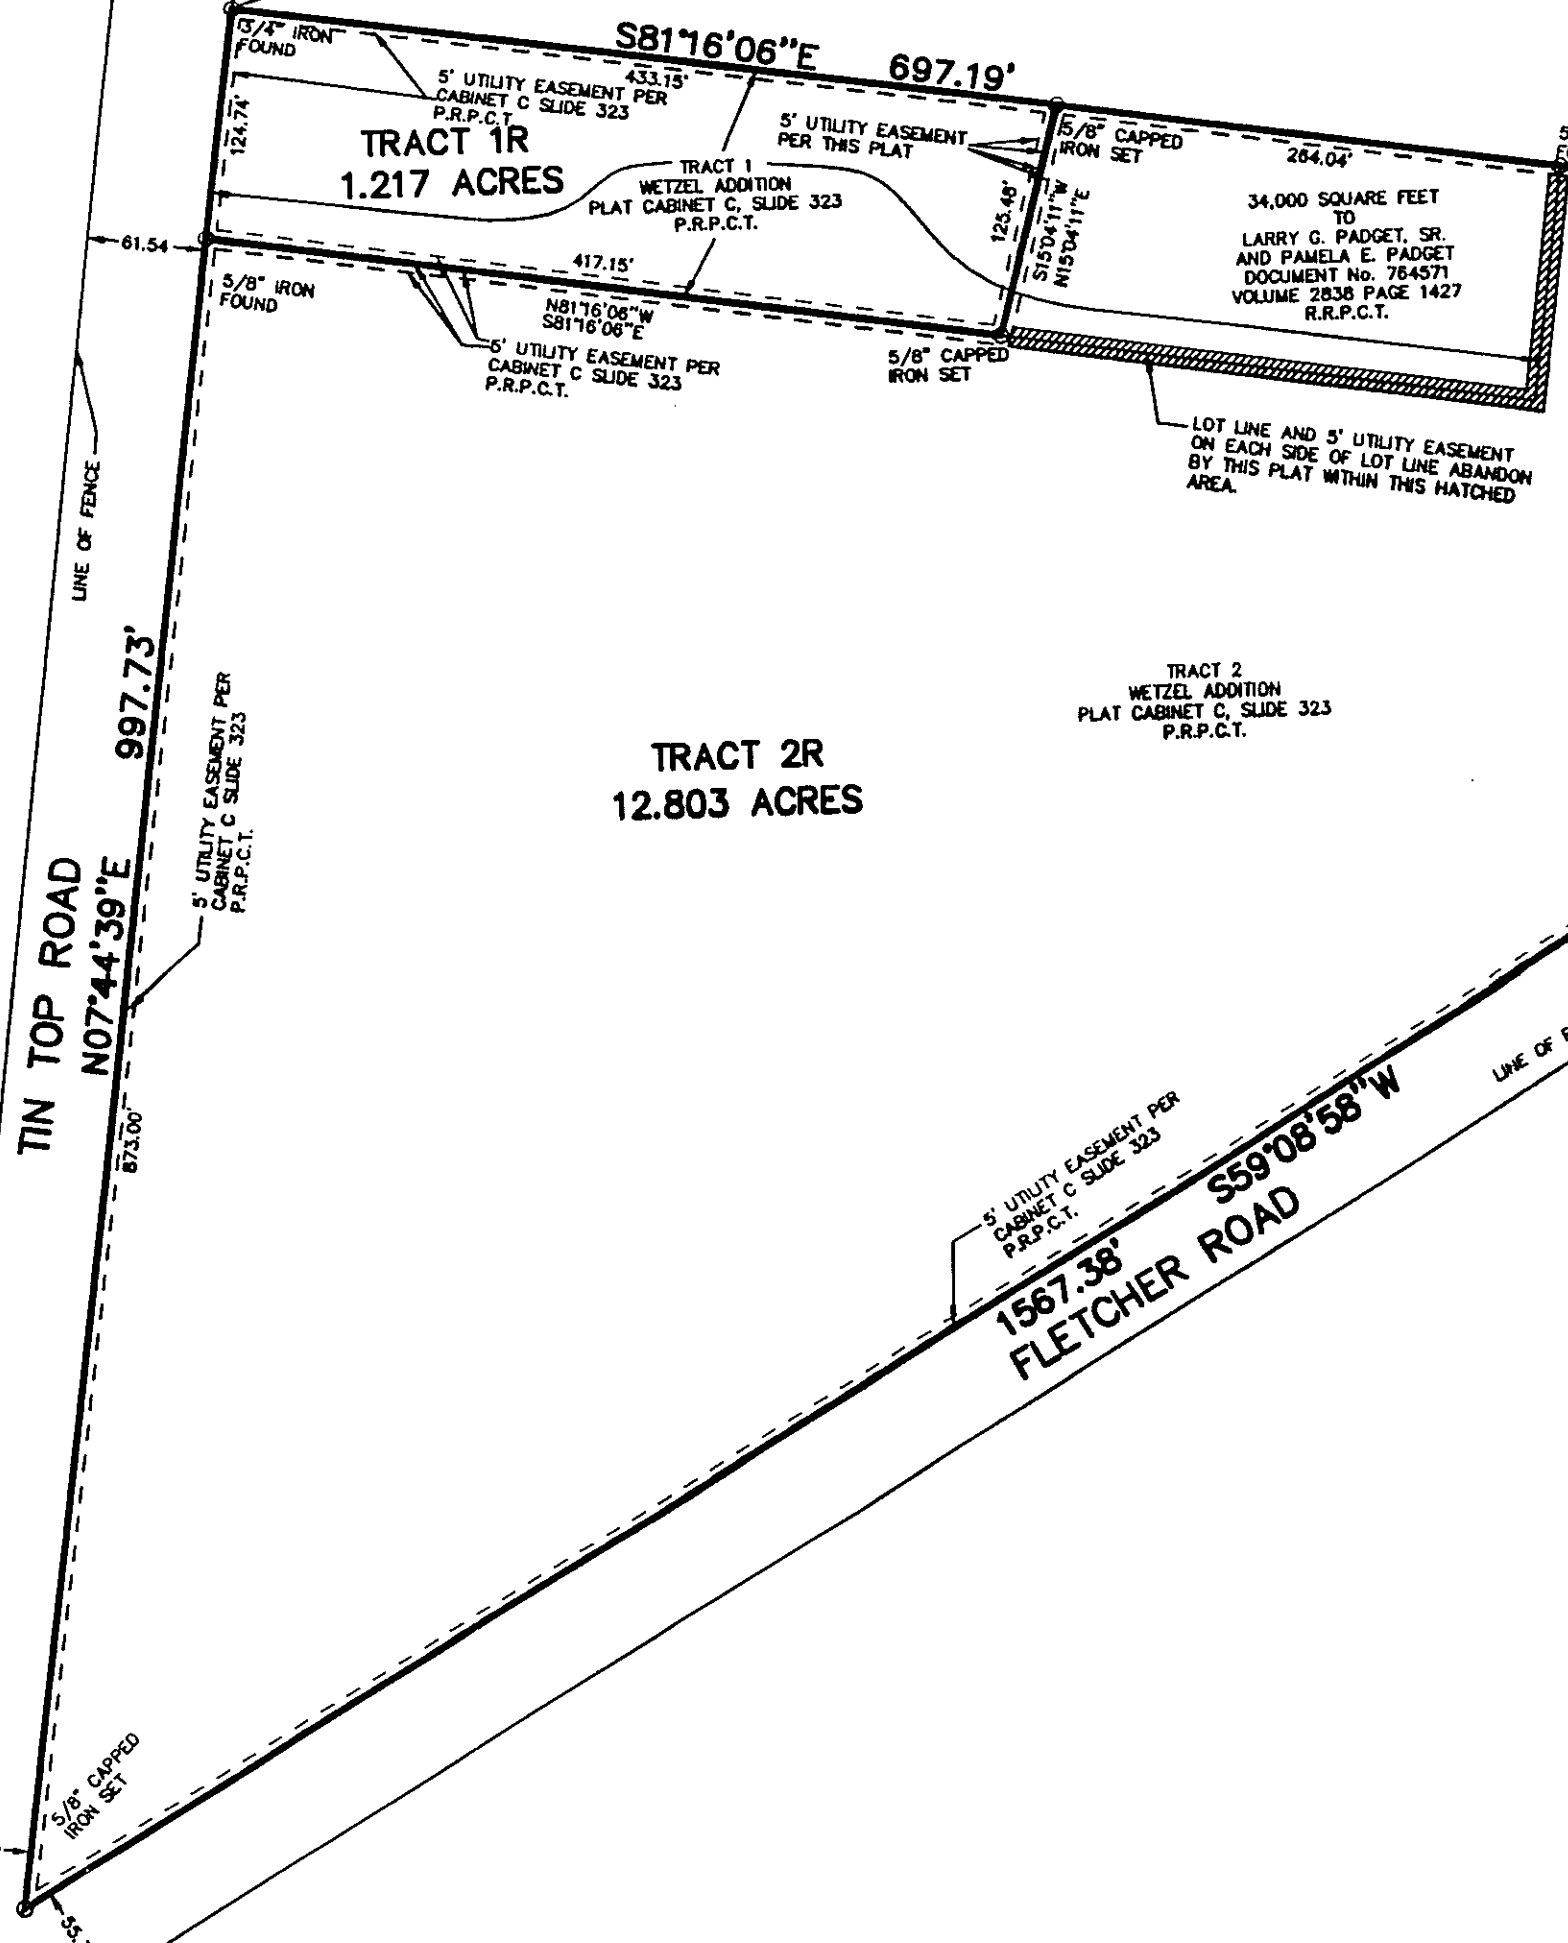 S81°16'06"E 697.19'
3/4" IRON
FOUND
433.15'
5' UTILITY EASEMENT PER
CABINET C SLIDE 323
P.R.P.C.T.
124.74'
TRACT 1R
1.217 ACRES
5' UTILITY EASEMENT
PER THIS PLAT
5/8" CAPPED
IRON SET
264.04'
TRACT 1
WETZEL ADDITION
PLAT CABINET C, SLIDE 323
P.R.P.C.T.
125.48'
S15°04'11"W
N15°04'11"E
34,000 SQUARE FEET
TO
LARRY G. PADGET, SR.
AND PAMELA E. PADGET
DOCUMENT No. 764571
VOLUME 2838 PAGE 1427
R.R.P.C.T.
61.54
417.15'
5/8" IRON
FOUND
N81°16'06"W
S81°16'06"E
5' UTILITY EASEMENT PER
CABINET C SLIDE 323
P.R.P.C.T.
5/8" CAPPED
IRON SET
LOT LINE AND 5' UTILITY EASEMENT
ON EACH SIDE OF LOT LINE ABANDON
BY THIS PLAT WITHIN THIS HATCHED
AREA.
LINE OF FENCE
997.73'
5' UTILITY EASEMENT PER
CABINET C SLIDE 323
P.R.P.C.T.
TRACT 2
WETZEL ADDITION
PLAT CABINET C, SLIDE 323
P.R.P.C.T.
TRACT 2R
12.803 ACRES
TIN TOP ROAD
N07°44'39"E
873.00'
LINE OF
5' UTILITY EASEMENT PER
CABINET C SLIDE 323
P.R.P.C.T.
S59°08'58"W
1567.38'
FLETCHER ROAD
5/8" CAPPED
IRON SET
55.